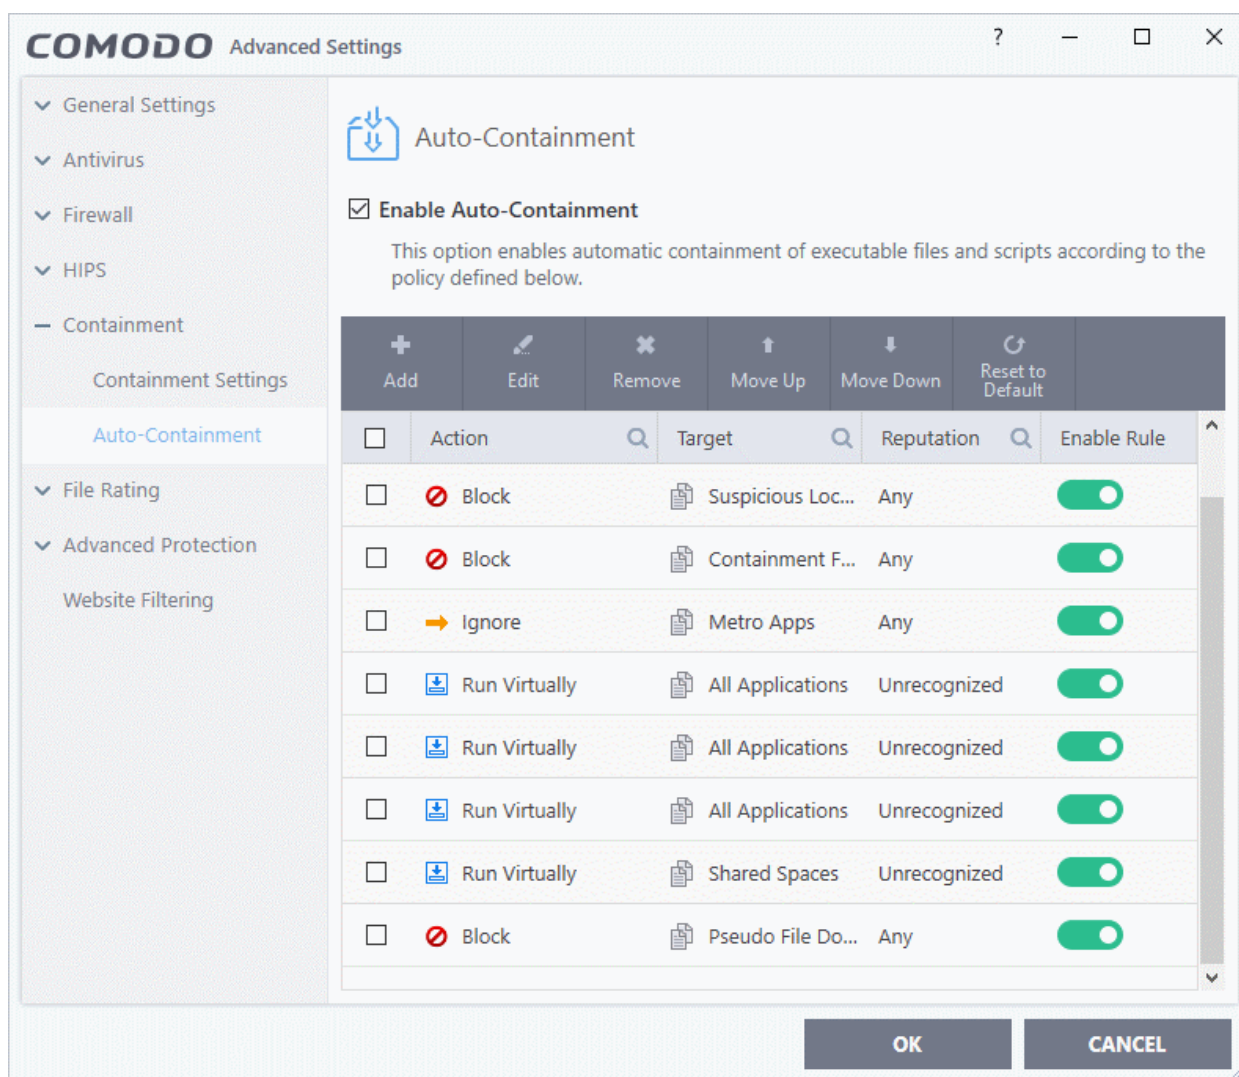 COMODO Advanced Settings ?
General Settings
Antivirus
Firewall
HIPS
Containment
Containment Settings
Auto-Containment
File Rating
Advanced Protection
Website Filtering
Auto-Containment
Enable Auto-Containment
This option enables automatic containment of executable files and scripts according to the
policy defined below.
Add Edit Remove Move Up Move Down Reset to
Default
Action Target Reputation Enable Rule
Block Suspicious Loc... Any
Block Containment F... Any
Ignore Metro Apps Any
Run Virtually All Applications Unrecognized
Run Virtually All Applications Unrecognized
Run Virtually All Applications Unrecognized
Run Virtually Shared Spaces Unrecognized
Block Pseudo File Do... Any
OK CANCEL